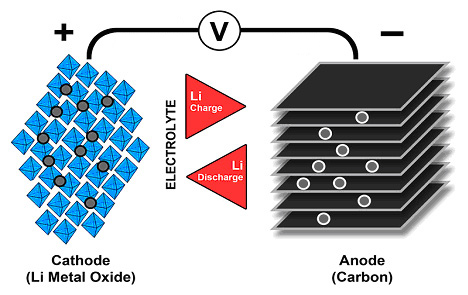 +
V
−
Li
Charge
ELECTROLYTE
Li
Discharge
Cathode
(Li Metal Oxide)
Anode
(Carbon)